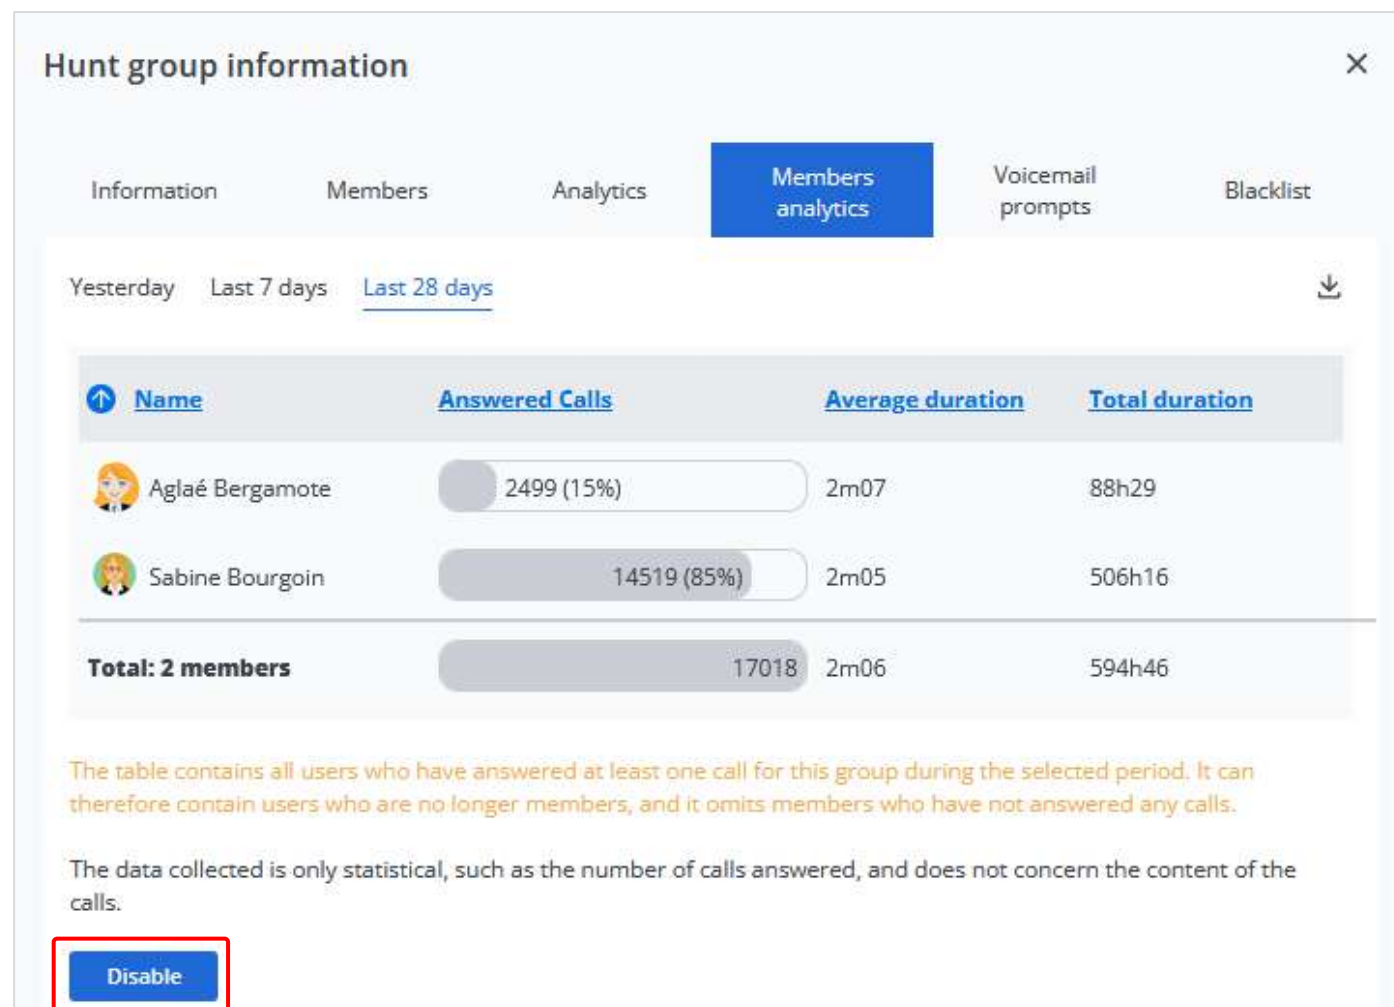 Hunt group information
Information Members Analytics Members analytics Voicemail prompts Blacklist
Yesterday Last 7 days Last 28 days
Name Answered Calls Average duration Total duration
Aglaé Bergamote 2499 (15%) 2m07 88h29
Sabine Bourgoin 14519 (85%) 2m05 506h16
Total: 2 members 17018 2m06 594h46
The table contains all users who have answered at least one call for this group during the selected period. It can
therefore contain users who are no longer members, and it omits members who have not answered any calls.
The data collected is only statistical, such as the number of calls answered, and does not concern the content of the
calls.
Disable